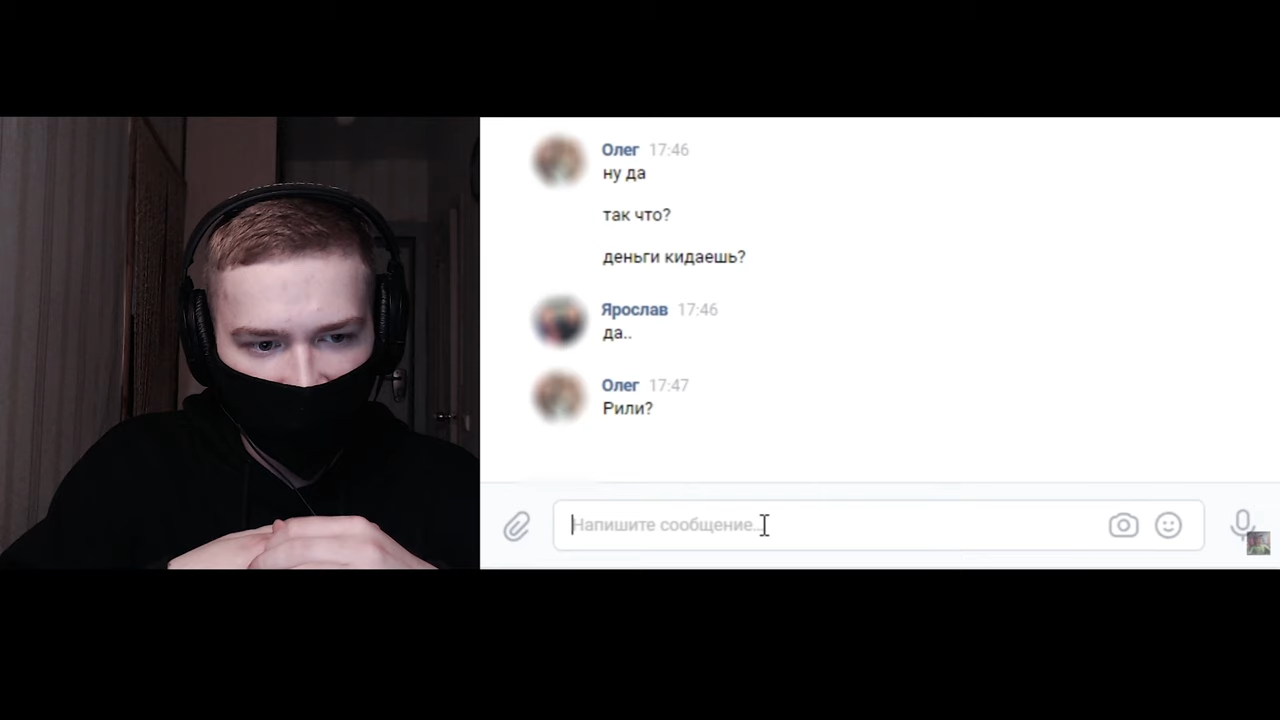 Олег 17:46
ну да
так что?
деньги кидаешь?
Ярослав 17:46
да..
Олег 17:47
Рили?
Напишите сообщение...